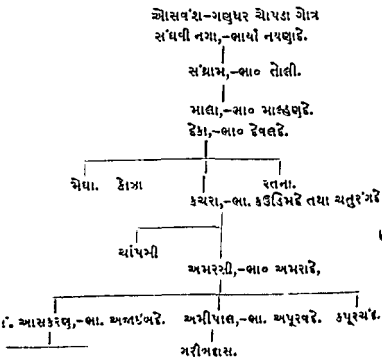 ઓસવંશ-ગણધર ચોપડા ગોત્ર
સંઘવી નગા,-ભાર્યા નયણાદે.
સંગ્રામ,-ભા૦ તોલી.
માલા,-ભા૦ માલ્હણદે.
દેકા,-ભા૦ દેવલદે.
મેઘા. કોઝા રતના.
કચરા,-ભા. કઉડિમદે તથા ચતુરંગદે
ચાંપસી
અમરસી,-ભા૦ અમરાદે,
આસકરણ,-ભા. અજાઇબદે. અમીપાલ,-ભા. અપૂરવદે. કપૂરચંદ.
ગરીબદાસ.